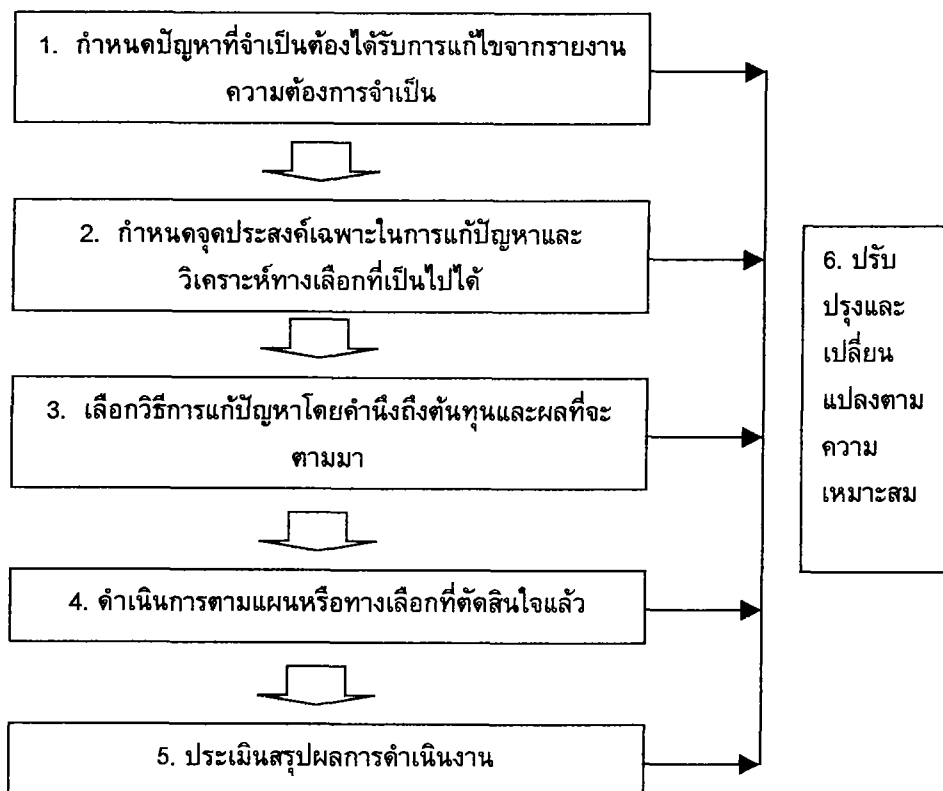 1. กำหนดปัญหาที่จำเป็นต้องได้รับการแก้ไขจากรายงาน
ความต้องการจำเป็น
2. กำหนดจุดประสงค์เฉพาะในการแก้ปัญหาและ
วิเคราะห์ทางเลือกที่เป็นไปได้
3. เลือกวิธีการแก้ปัญหาโดยคำนึงถึงต้นทุนและผลที่จะ
ตามมา
4. ดำเนินการตามแผนหรือทางเลือกที่ตัดสินใจแล้ว
5. ประเมินสรุปผลการดำเนินงาน
6. ปรับ
ปรุงและ
เปลี่ยน
แปลงตาม
ความ
เหมาะสม